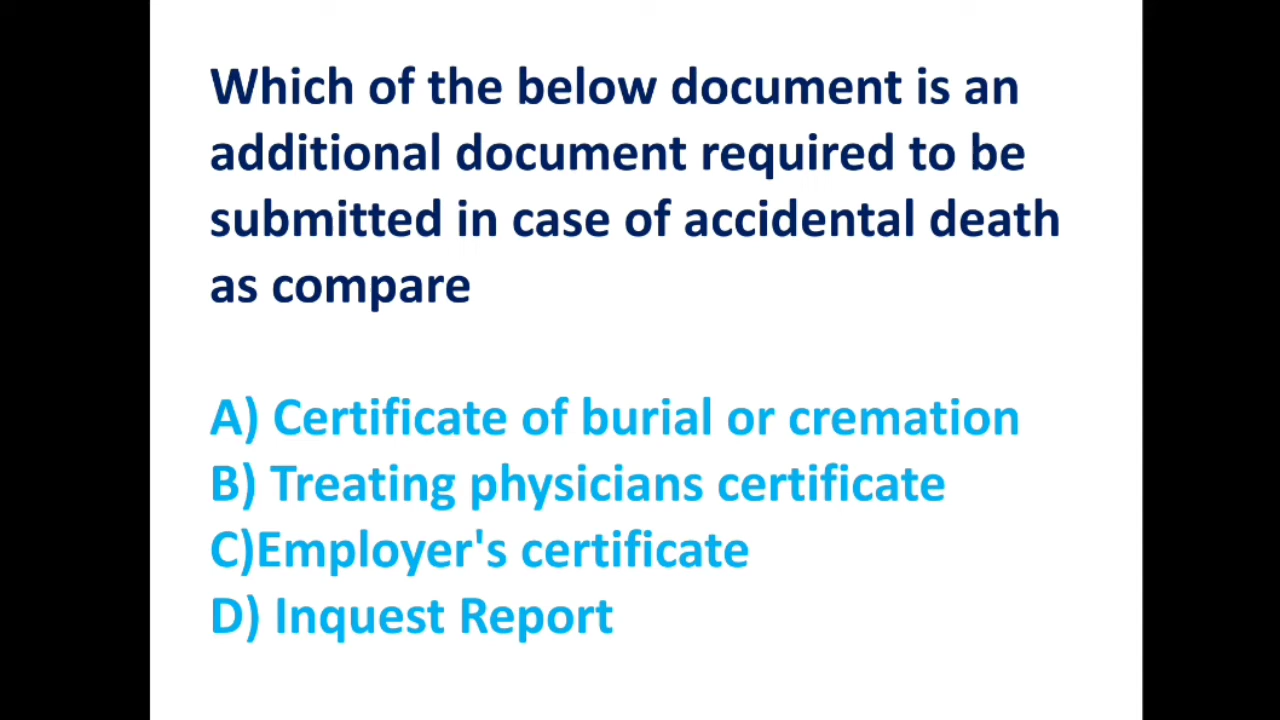 Which of the below document is an
additional document required to be
submitted in case of accidental death
as compare
A) Certificate of burial or cremation
B) Treating physicians certificate
C)Employer's certificate
D) Inquest Report